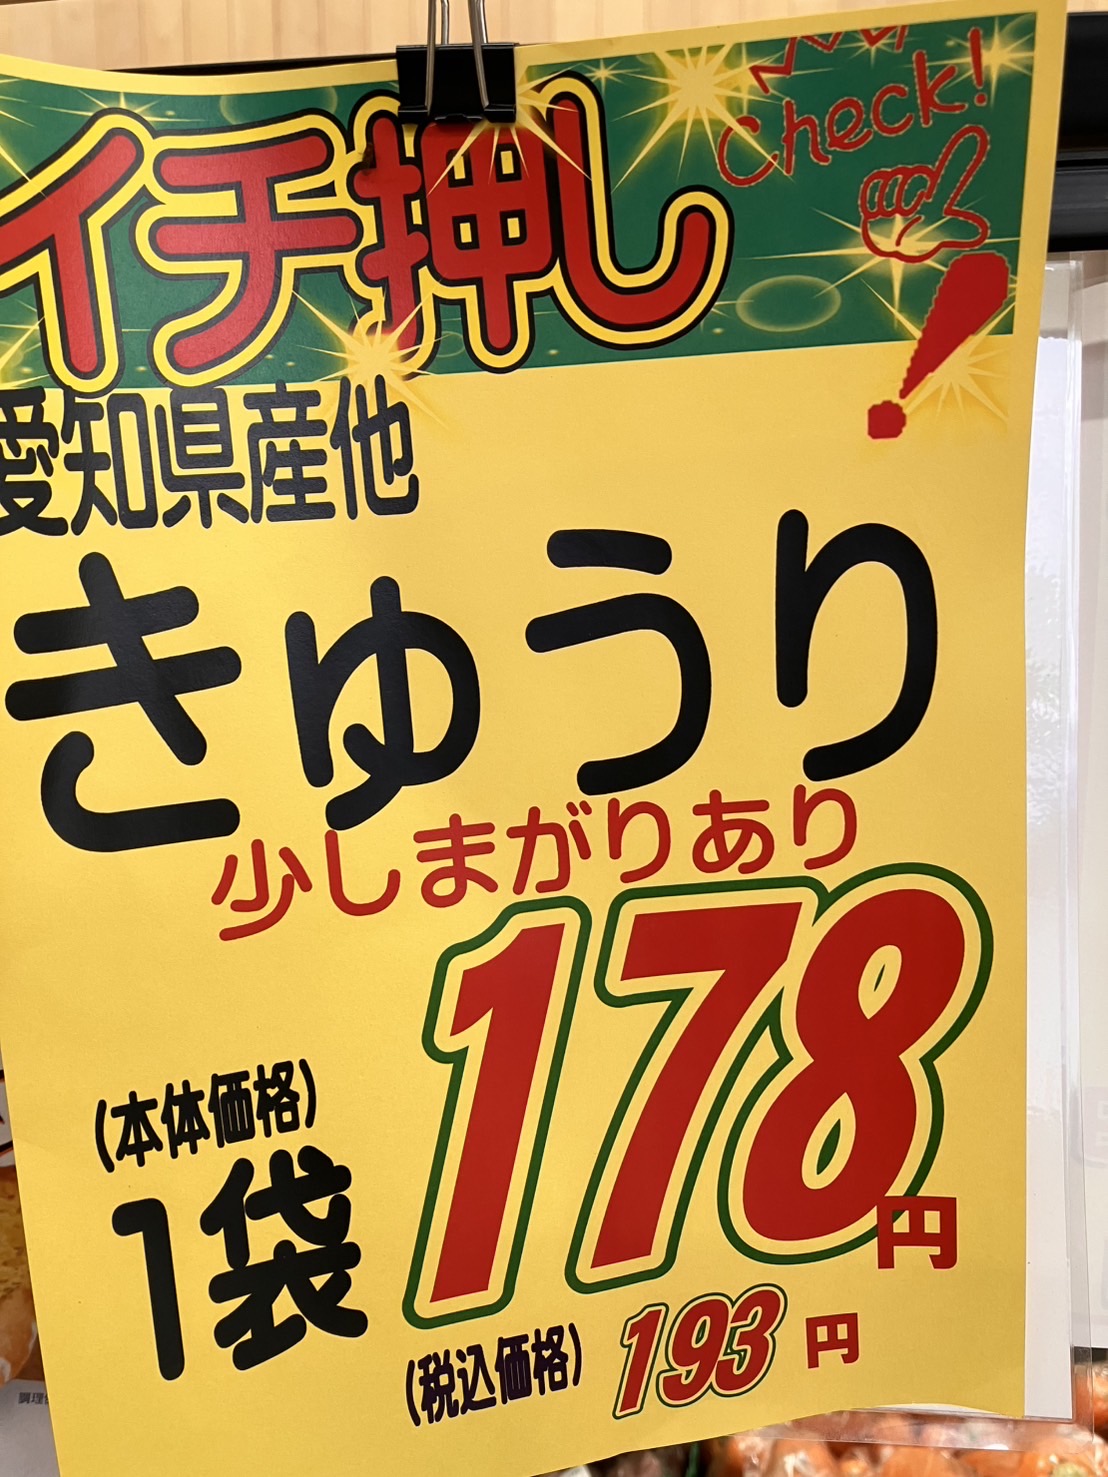 イチ押し
Check!
愛知県産他
きゅうり
少しまがりあり
(本体価格)
1袋
178円
(税込価格) 193円